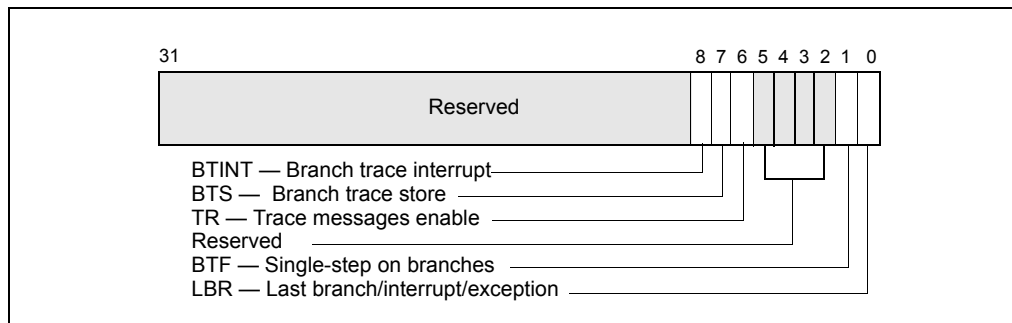 31 8 7 6 5 4 3 2 1 0
Reserved
BTINT — Branch trace interrupt
BTS — Branch trace store
TR — Trace messages enable
Reserved
BTF — Single-step on branches
LBR — Last branch/interrupt/exception